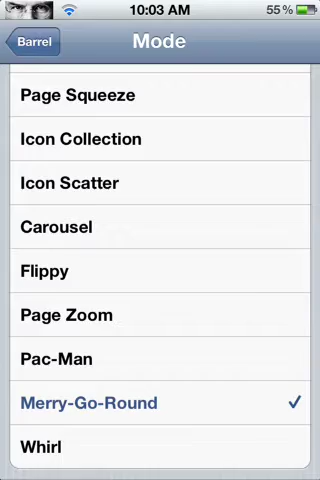 10:03 AM
55%
Barrel
Mode
Page Squeeze
Icon Collection
Icon Scatter
Carousel
Flippy
Page Zoom
Pac-Man
Merry-Go-Round
Whirl